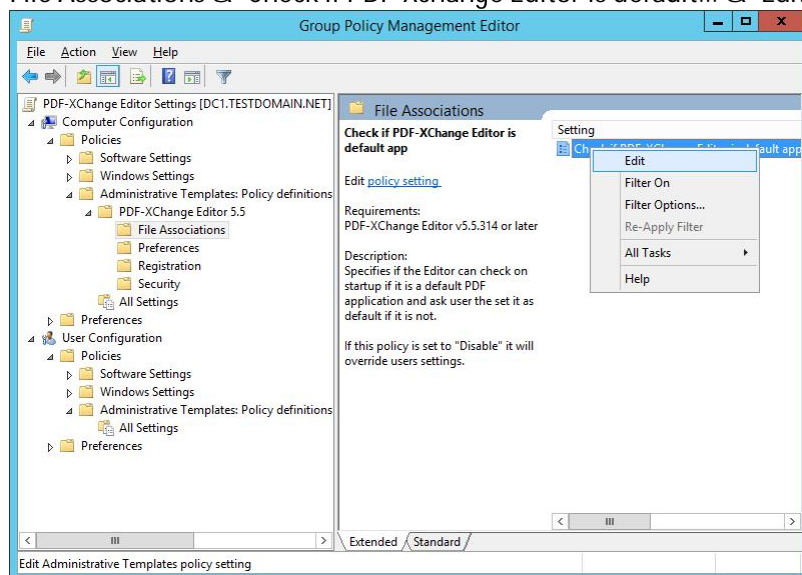 Group Policy Management Editor
File Action View Help
PDF-XChange Editor Settings [DC1.TESTDOMAIN.NET]
Computer Configuration
Policies
Software Settings
Windows Settings
Administrative Templates: Policy definitions
PDF-XChange Editor 5.5
File Associations
Preferences
Registration
Security
All Settings
Preferences
User Configuration
Policies
Software Settings
Windows Settings
Administrative Templates: Policy definitions
All Settings
Preferences
File Associations
Check if PDF-XChange Editor is
default app
Edit policy setting
Requirements:
PDF-XChange Editor v5.5.314 or later
Description:
Specifies if the Editor can check on
startup if it is a default PDF
application and ask user the set it as
default if it is not.
If this policy is set to "Disable" it will
override users settings.
Setting
app
Edit
Filter On
Filter Options...
Re-Apply Filter
All Tasks
Help
Extended Standard
Edit Administrative Templates policy setting